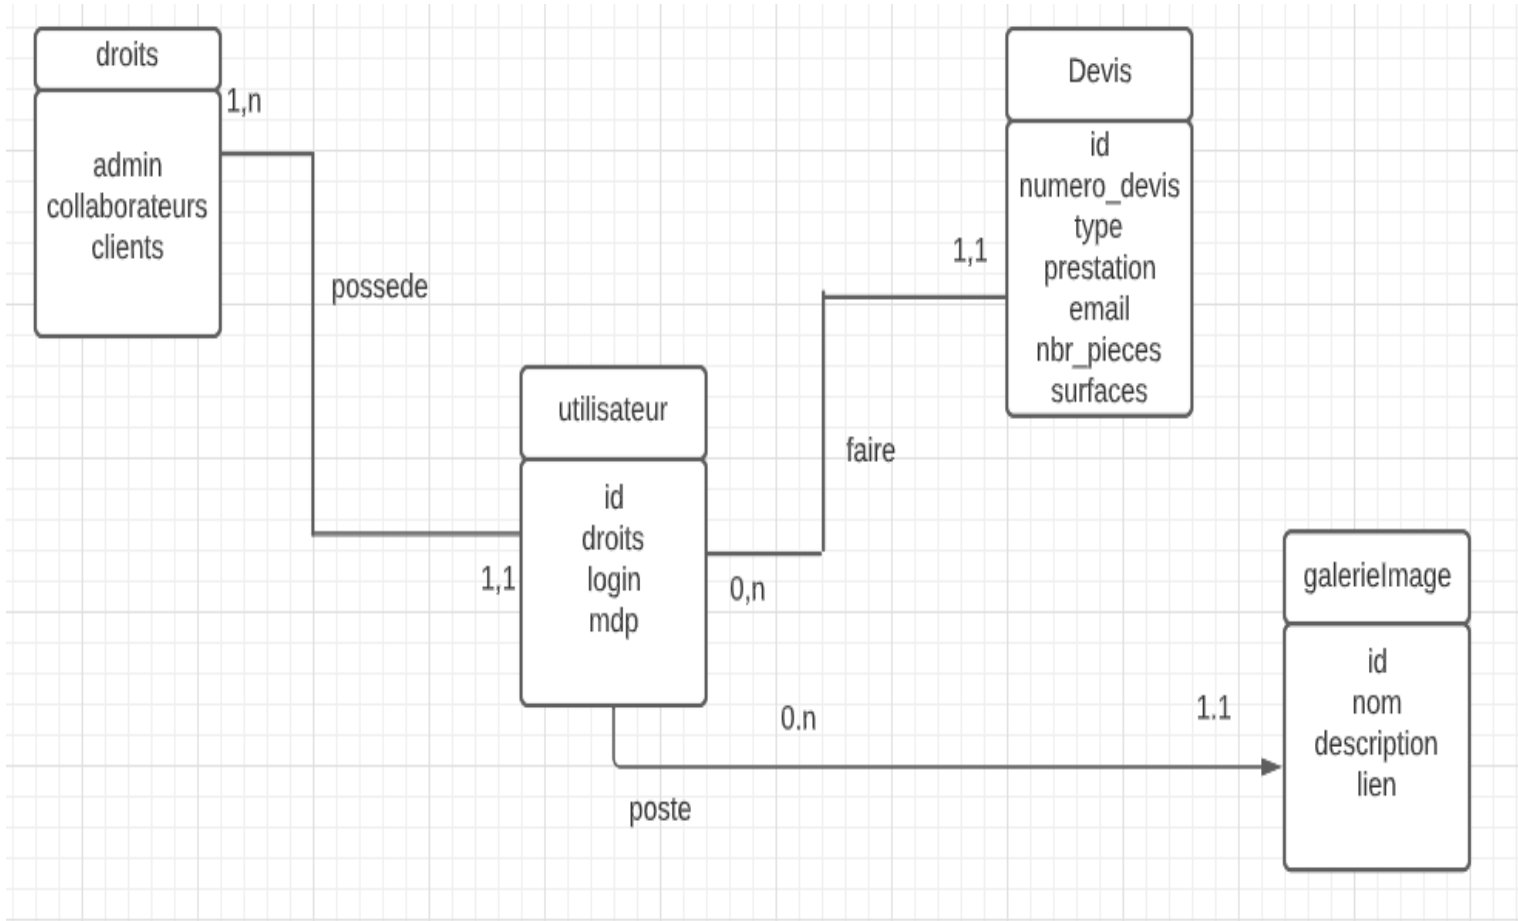 droits
1,n
admin
collaborateurs
clients
possede
Devis
id
numero_devis
type
prestation
email
nbr_pieces
surfaces
1,1
faire
utilisateur
id
droits
login
mdp
1,1
0,n
0.n
1.1
poste
galerieImage
id
nom
description
lien